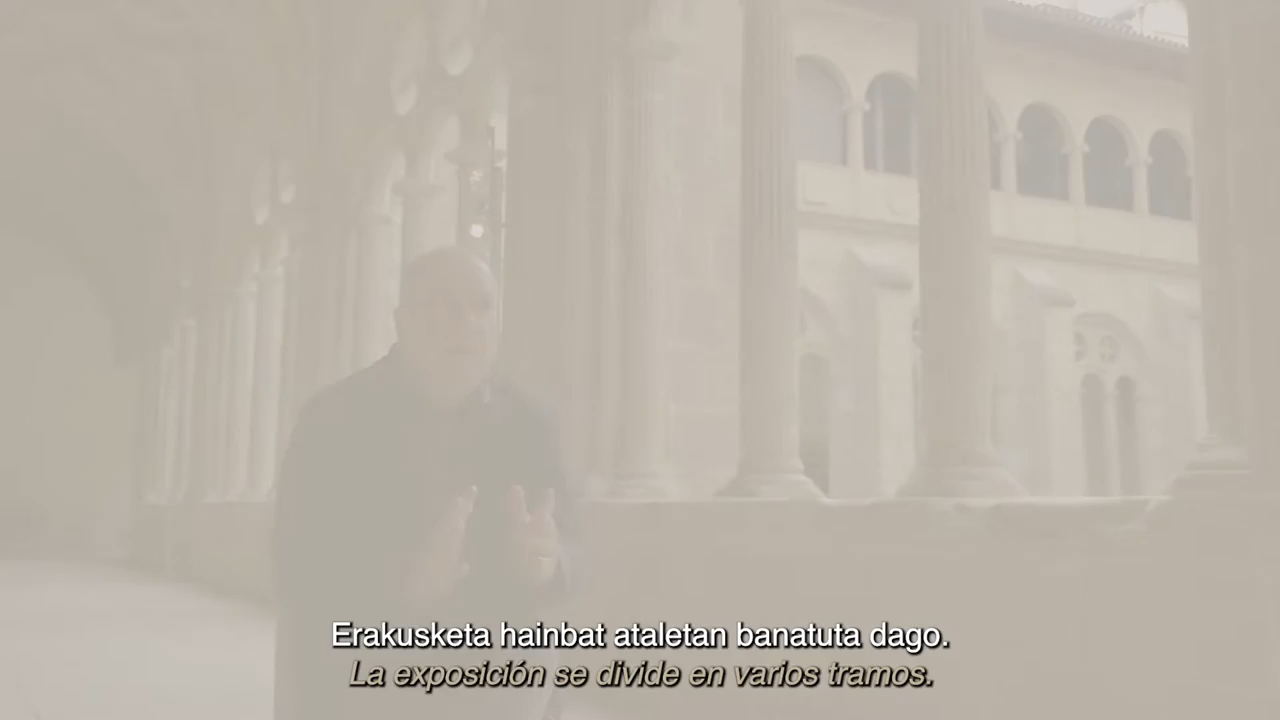 Erakusketa hainbat ataletan banatuta dago.
La exposición se divide en varios tramos.